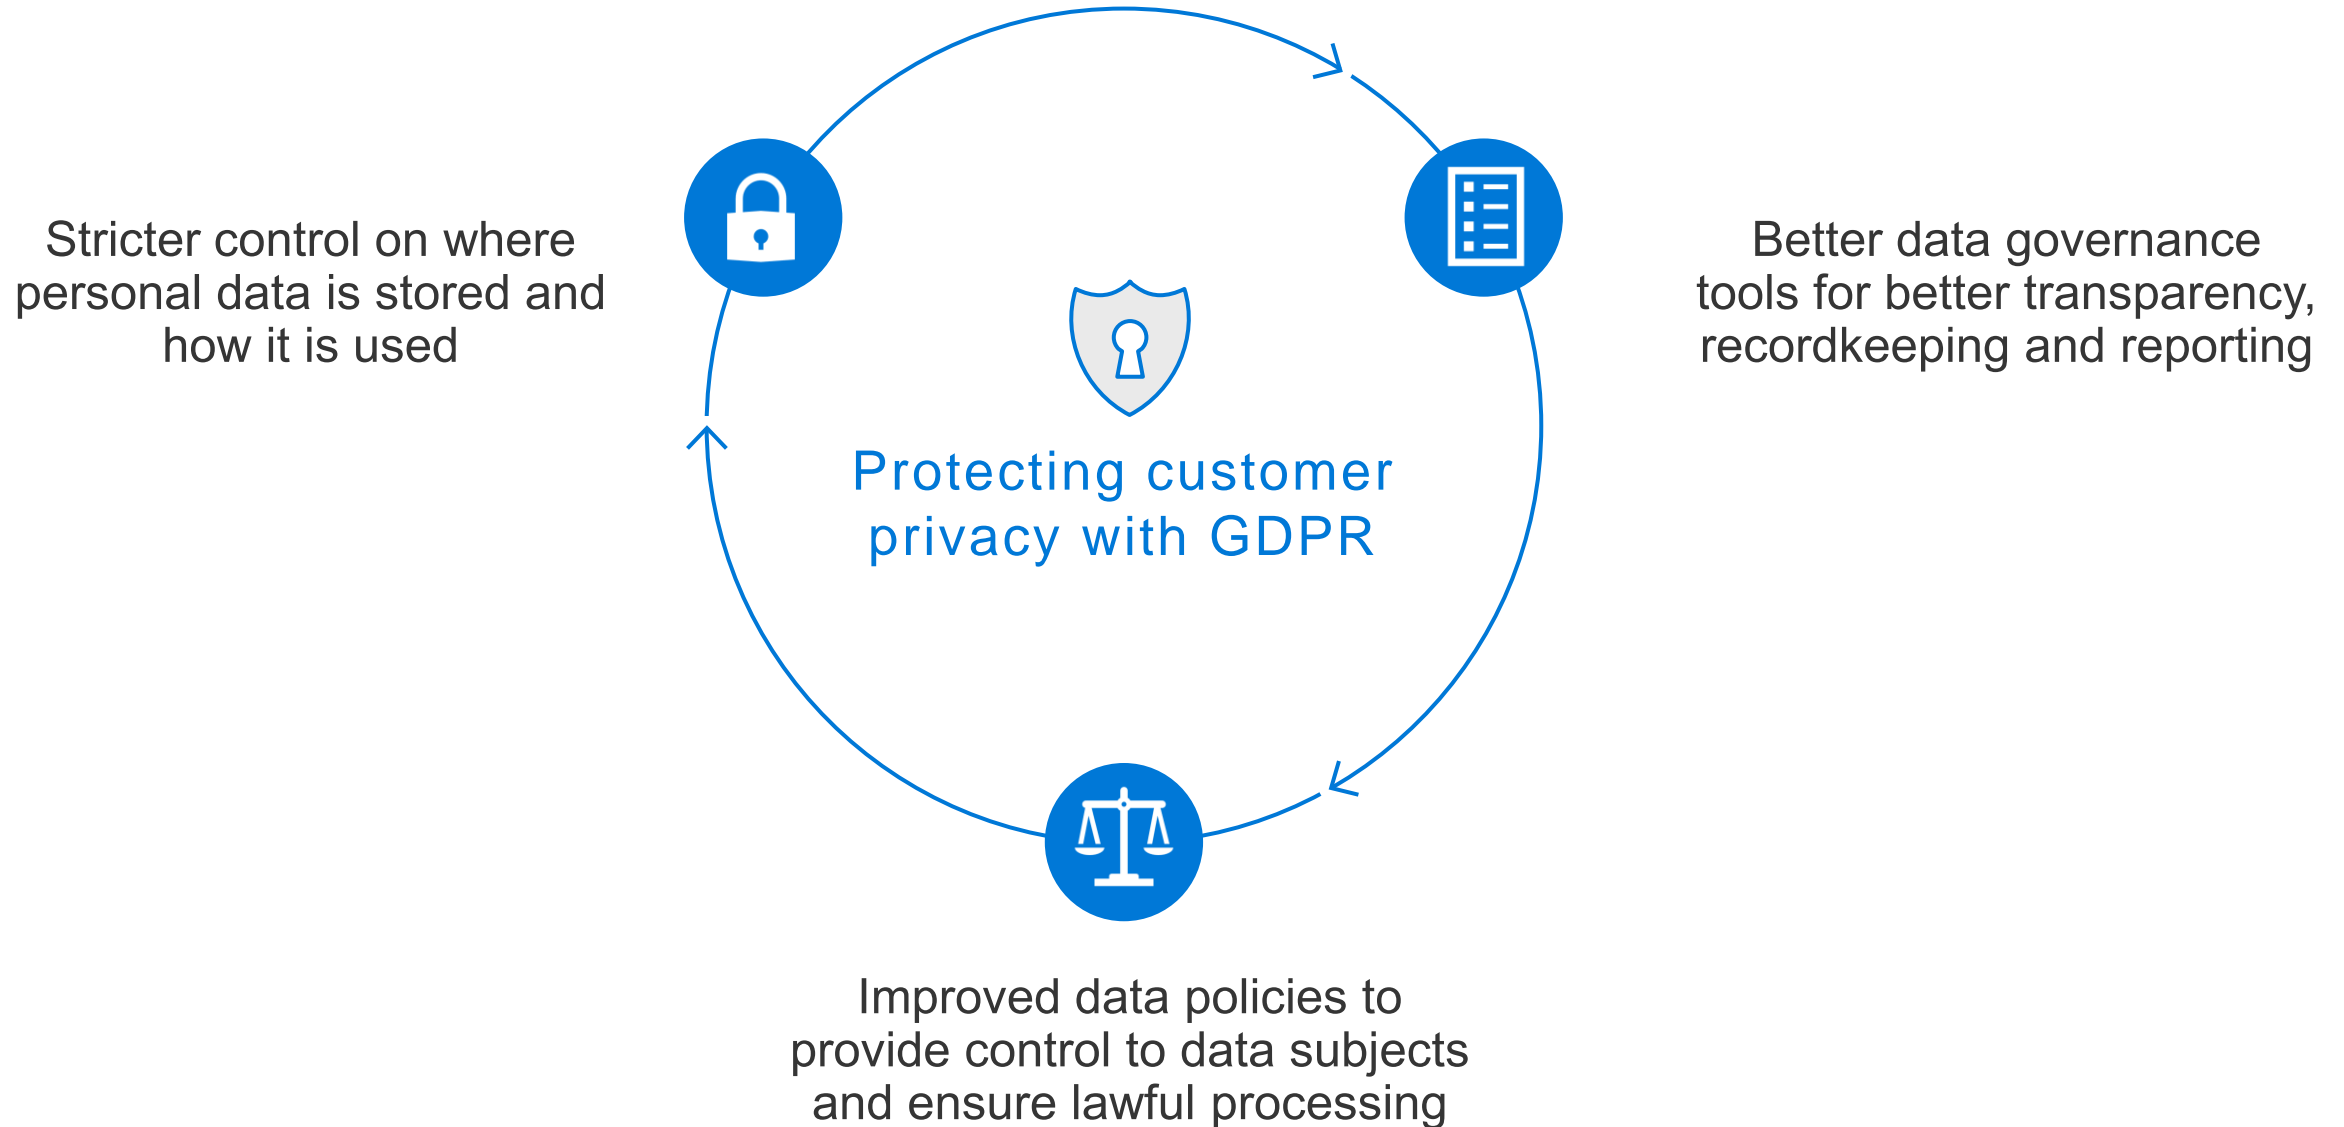 Stricter control on where
personal data is stored and
how it is used
Better data governance
tools for better transparency,
recordkeeping and reporting
Protecting customer
privacy with GDPR
Improved data policies to
provide control to data subjects
and ensure lawful processing